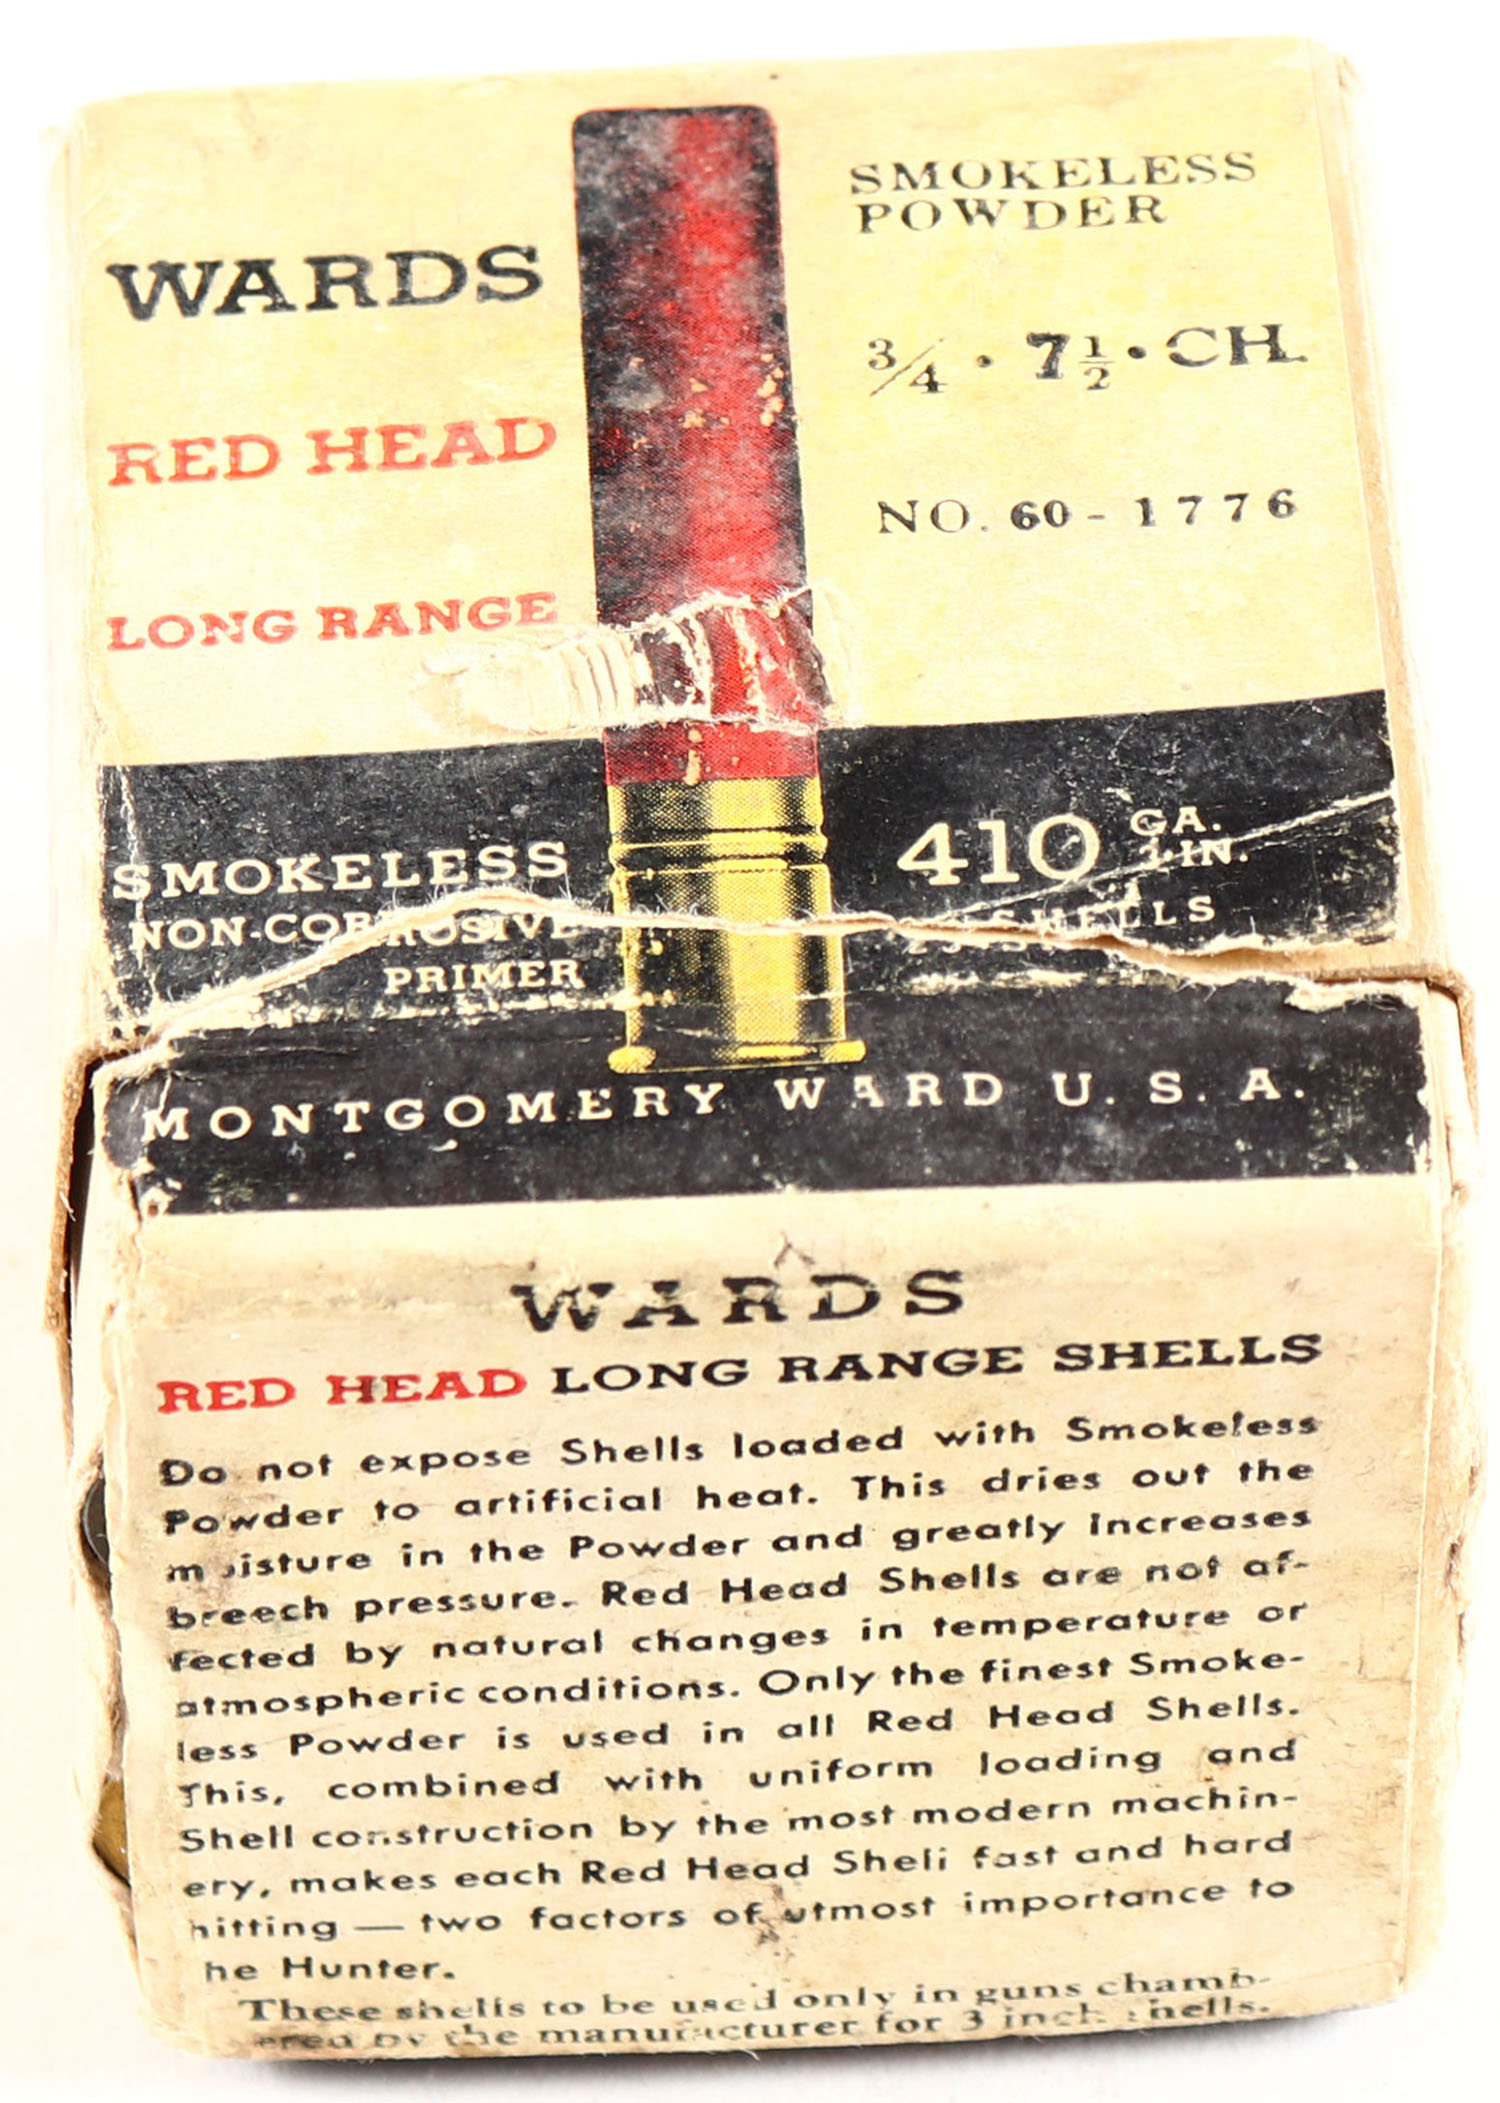 WARDS
RED HEAD
LONG RANGE
SMOKELESS
POWDER
3/4 · 7 1/2 · CH.
NO. 60-1776
SMOKELESS
NON-CORROSIVE
PRIMER
410 GA.
3 IN.
SHELLS
MONTGOMERY WARD U. S. A.
WARDS
RED HEAD LONG RANGE SHELLS
Do not expose Shells loaded with Smokeless
Powder to artificial heat. This dries out the
moisture in the Powder and greatly increases
breech pressure. Red Head Shells are not af-
fected by natural changes in temperature or
atmospheric conditions. Only the finest Smoke-
less Powder is used in all Red Head Shells.
This, combined with uniform loading and
Shell construction by the most modern machin-
ery, makes each Red Head Shell fast and hard
hitting — two factors of utmost importance to
he Hunter.
These shells to be used only in guns chamb-
ered by the manufacturer for 3 inch shells.